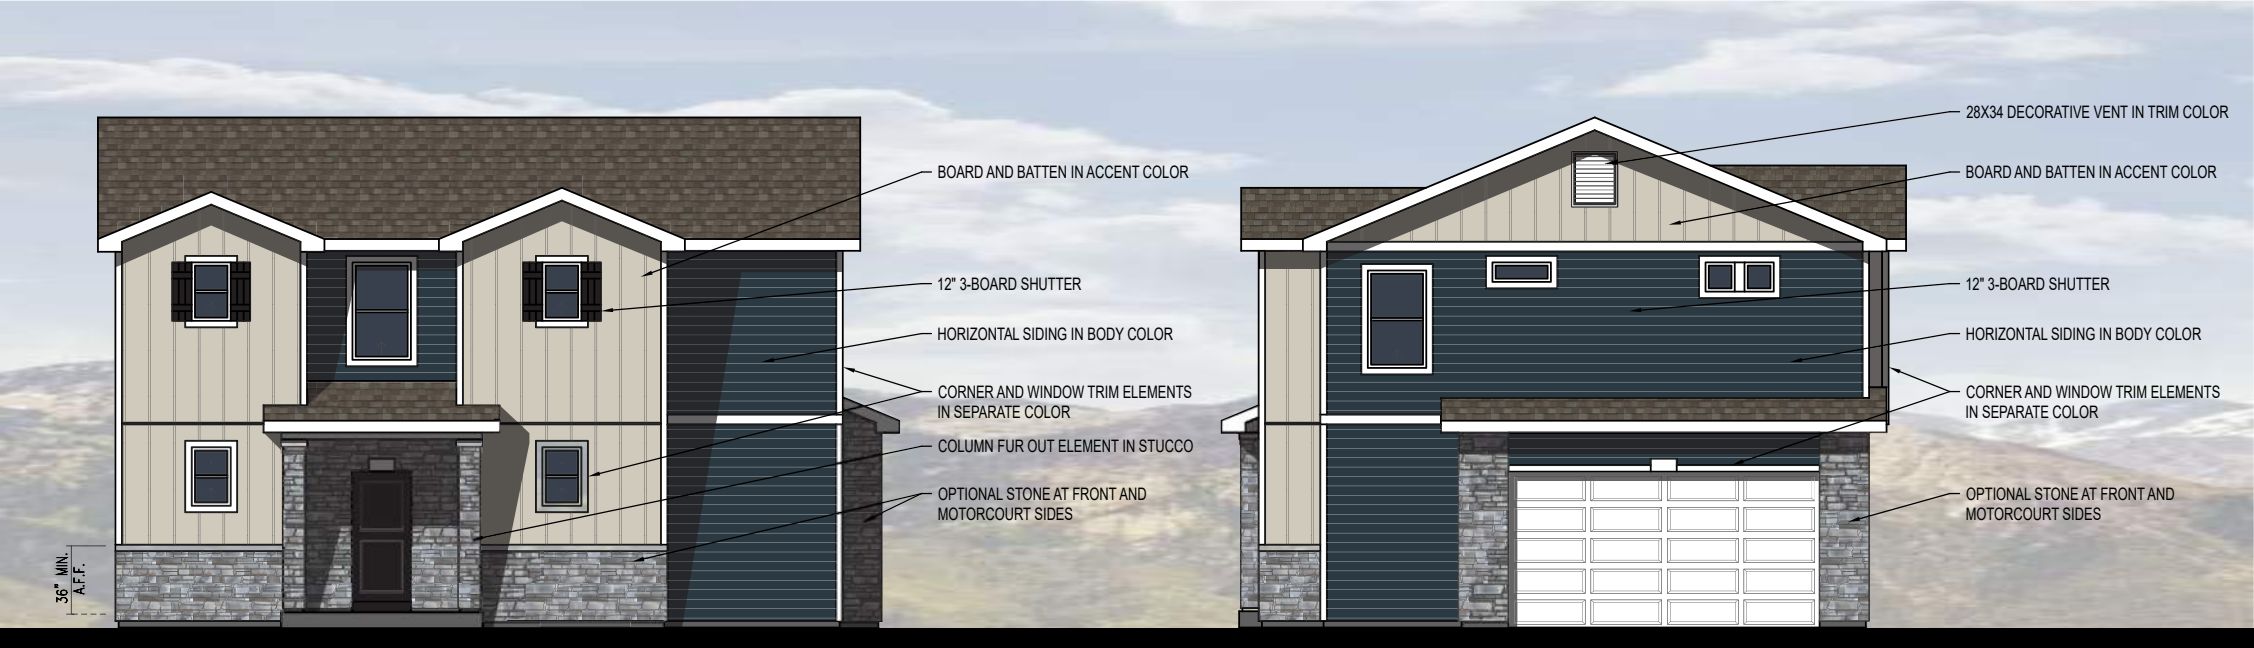 BOARD AND BATTEN IN ACCENT COLOR
12" 3-BOARD SHUTTER
HORIZONTAL SIDING IN BODY COLOR
CORNER AND WINDOW TRIM ELEMENTS
IN SEPARATE COLOR
COLUMN FUR OUT ELEMENT IN STUCCO
OPTIONAL STONE AT FRONT AND
MOTORCOURT SIDES
36" MIN.
A.F.F.
28X34 DECORATIVE VENT IN TRIM COLOR
BOARD AND BATTEN IN ACCENT COLOR
12" 3-BOARD SHUTTER
HORIZONTAL SIDING IN BODY COLOR
CORNER AND WINDOW TRIM ELEMENTS
IN SEPARATE COLOR
OPTIONAL STONE AT FRONT AND
MOTORCOURT SIDES